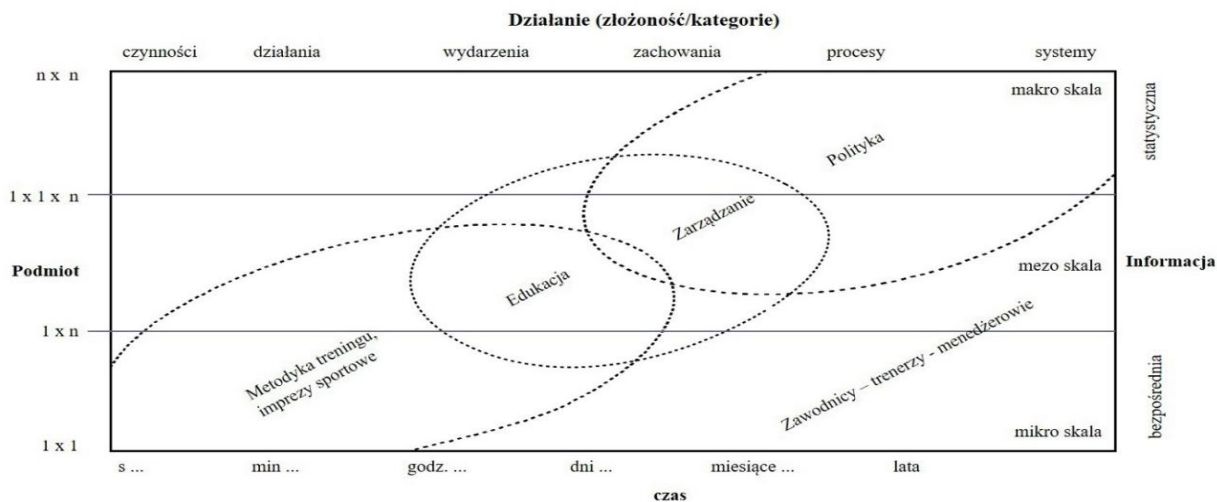 Działanie (złożoność/kategorie)
czynności działania wydarzenia zachowania procesy systemy
n x n
makro skala
statystyczna
Polityka
1 x 1 x n
Zarządzanie
Podmiot
mezo skala
Informacja
Edukacja
1 x n
Metodyka treningu,
imprezy sportowe
Zawodnicy – trenerzy - menedżerowie
bezpośrednia
mikro skala
1 x 1
s ... min ... godz. ... dni ... miesiące ... lata
czas